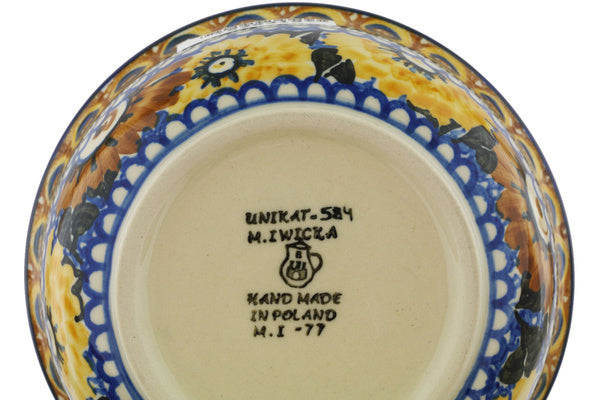 UNIKAT-584
M.IWICKA
HAND MADE
IN POLAND
M.I-77